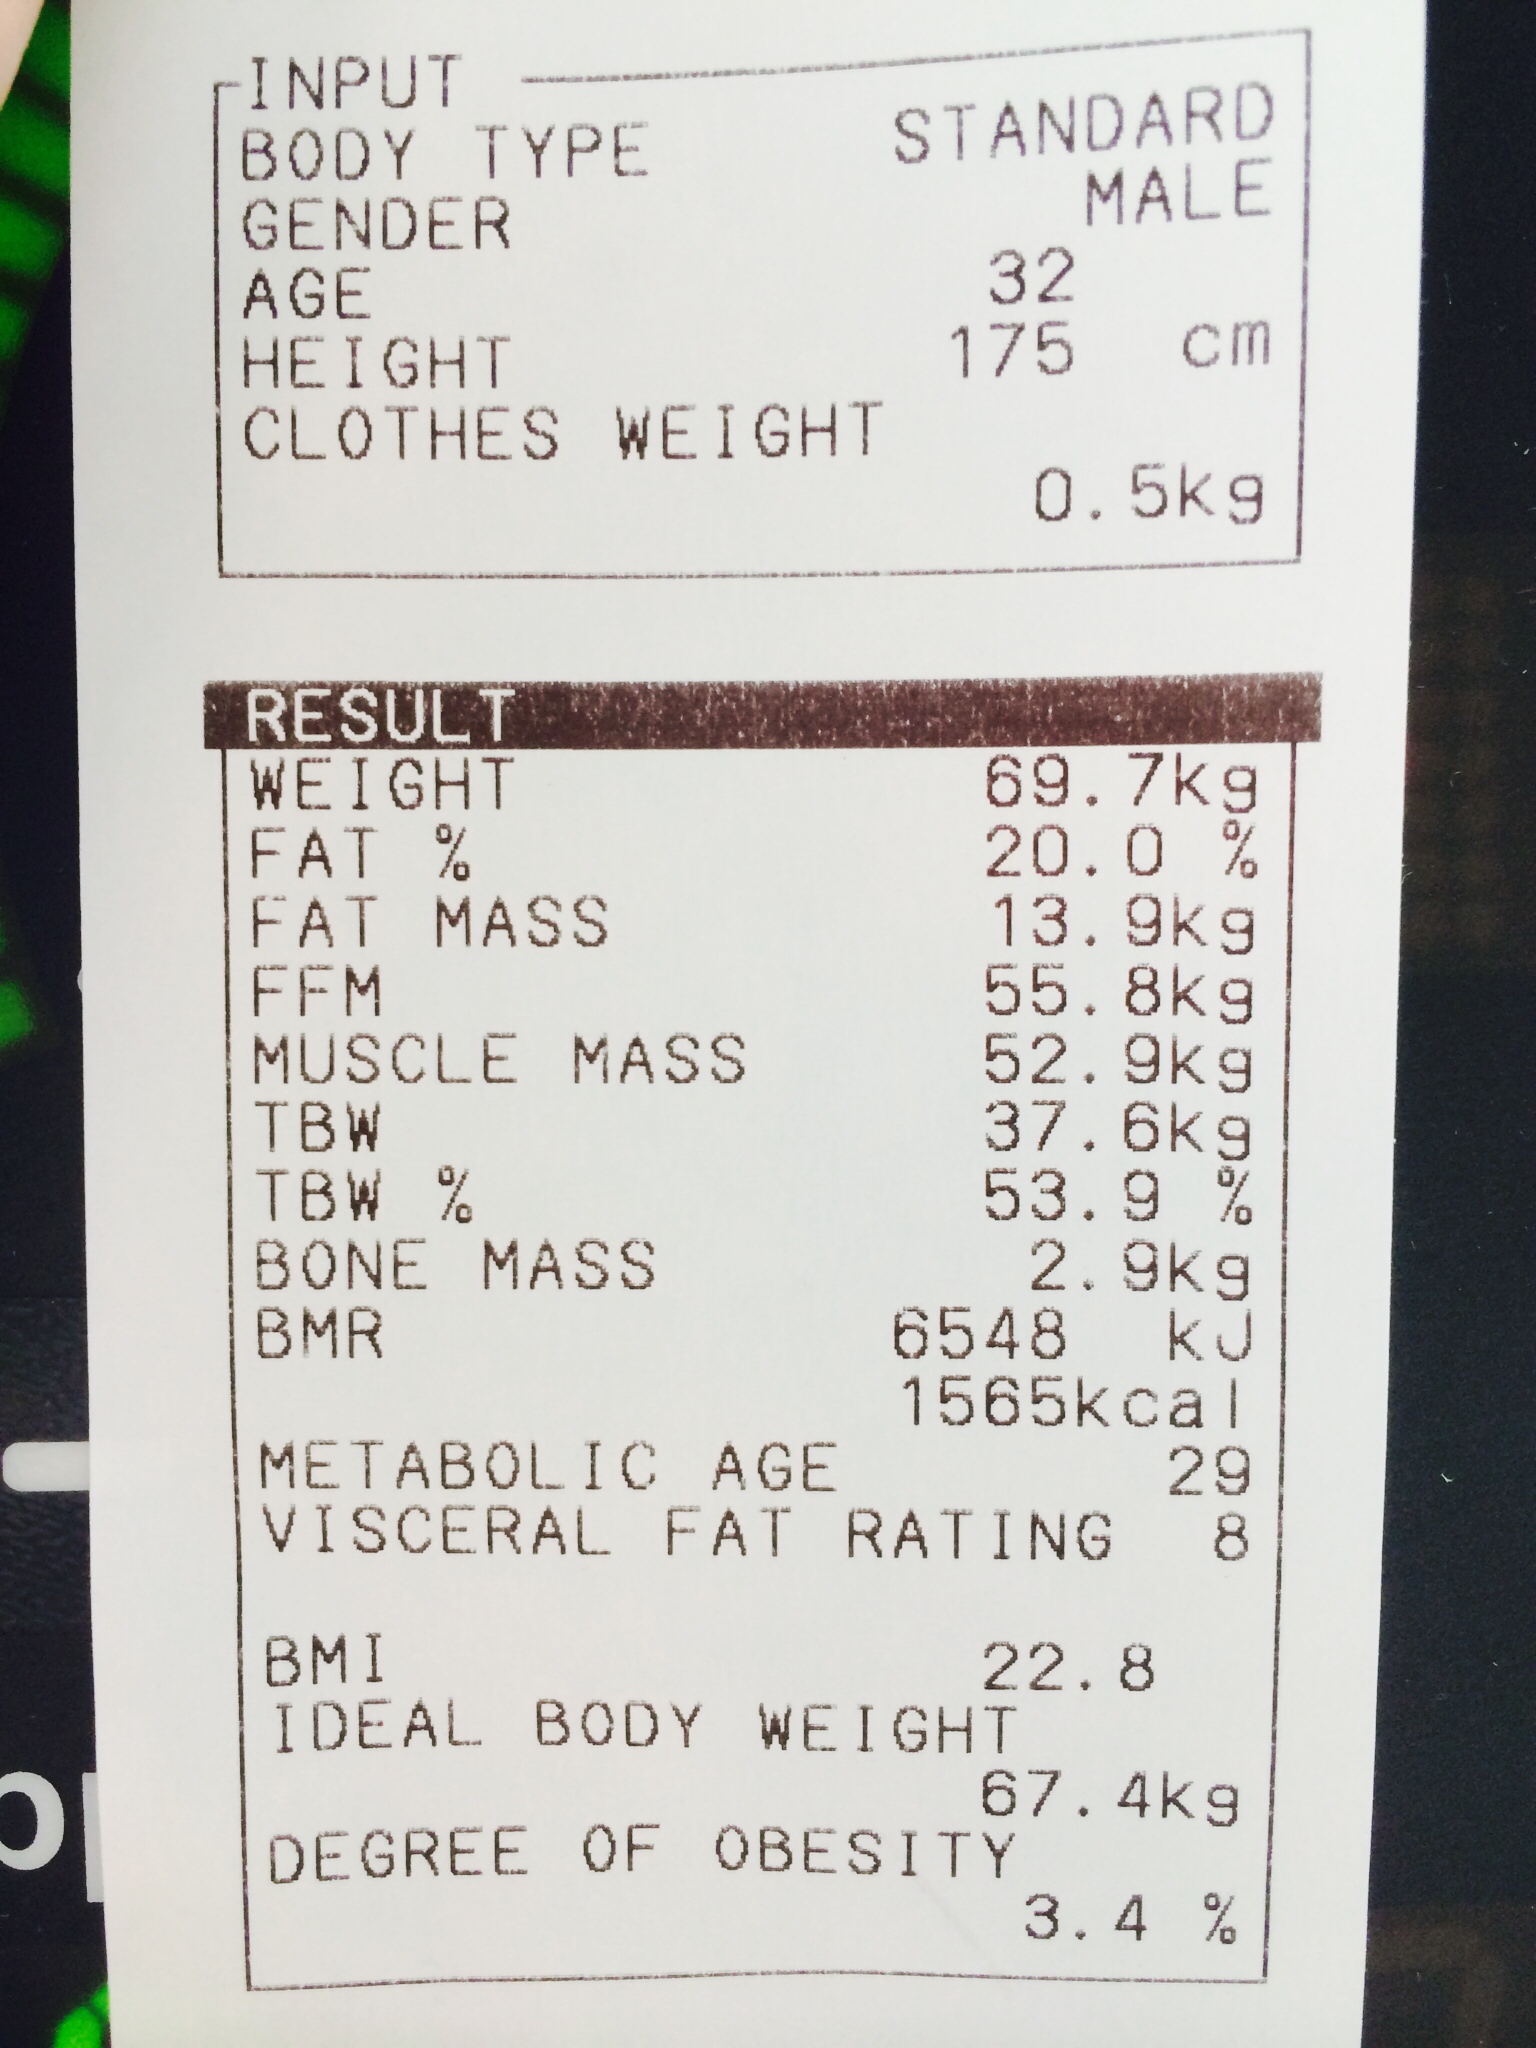 INPUT
BODY TYPE STANDARD
GENDER MALE
AGE 32
HEIGHT 175 cm
CLOTHES WEIGHT
0.5kg
RESULT
WEIGHT 69.7kg
FAT % 20.0 %
FAT MASS 13.9kg
FFM 55.8kg
MUSCLE MASS 52.9kg
TBW 37.6kg
TBW % 53.9 %
BONE MASS 2.9kg
BMR 6548 kJ
1565kcal
METABOLIC AGE 29
VISCERAL FAT RATING 8
BMI 22.8
IDEAL BODY WEIGHT
67.4kg
DEGREE OF OBESITY
3.4 %